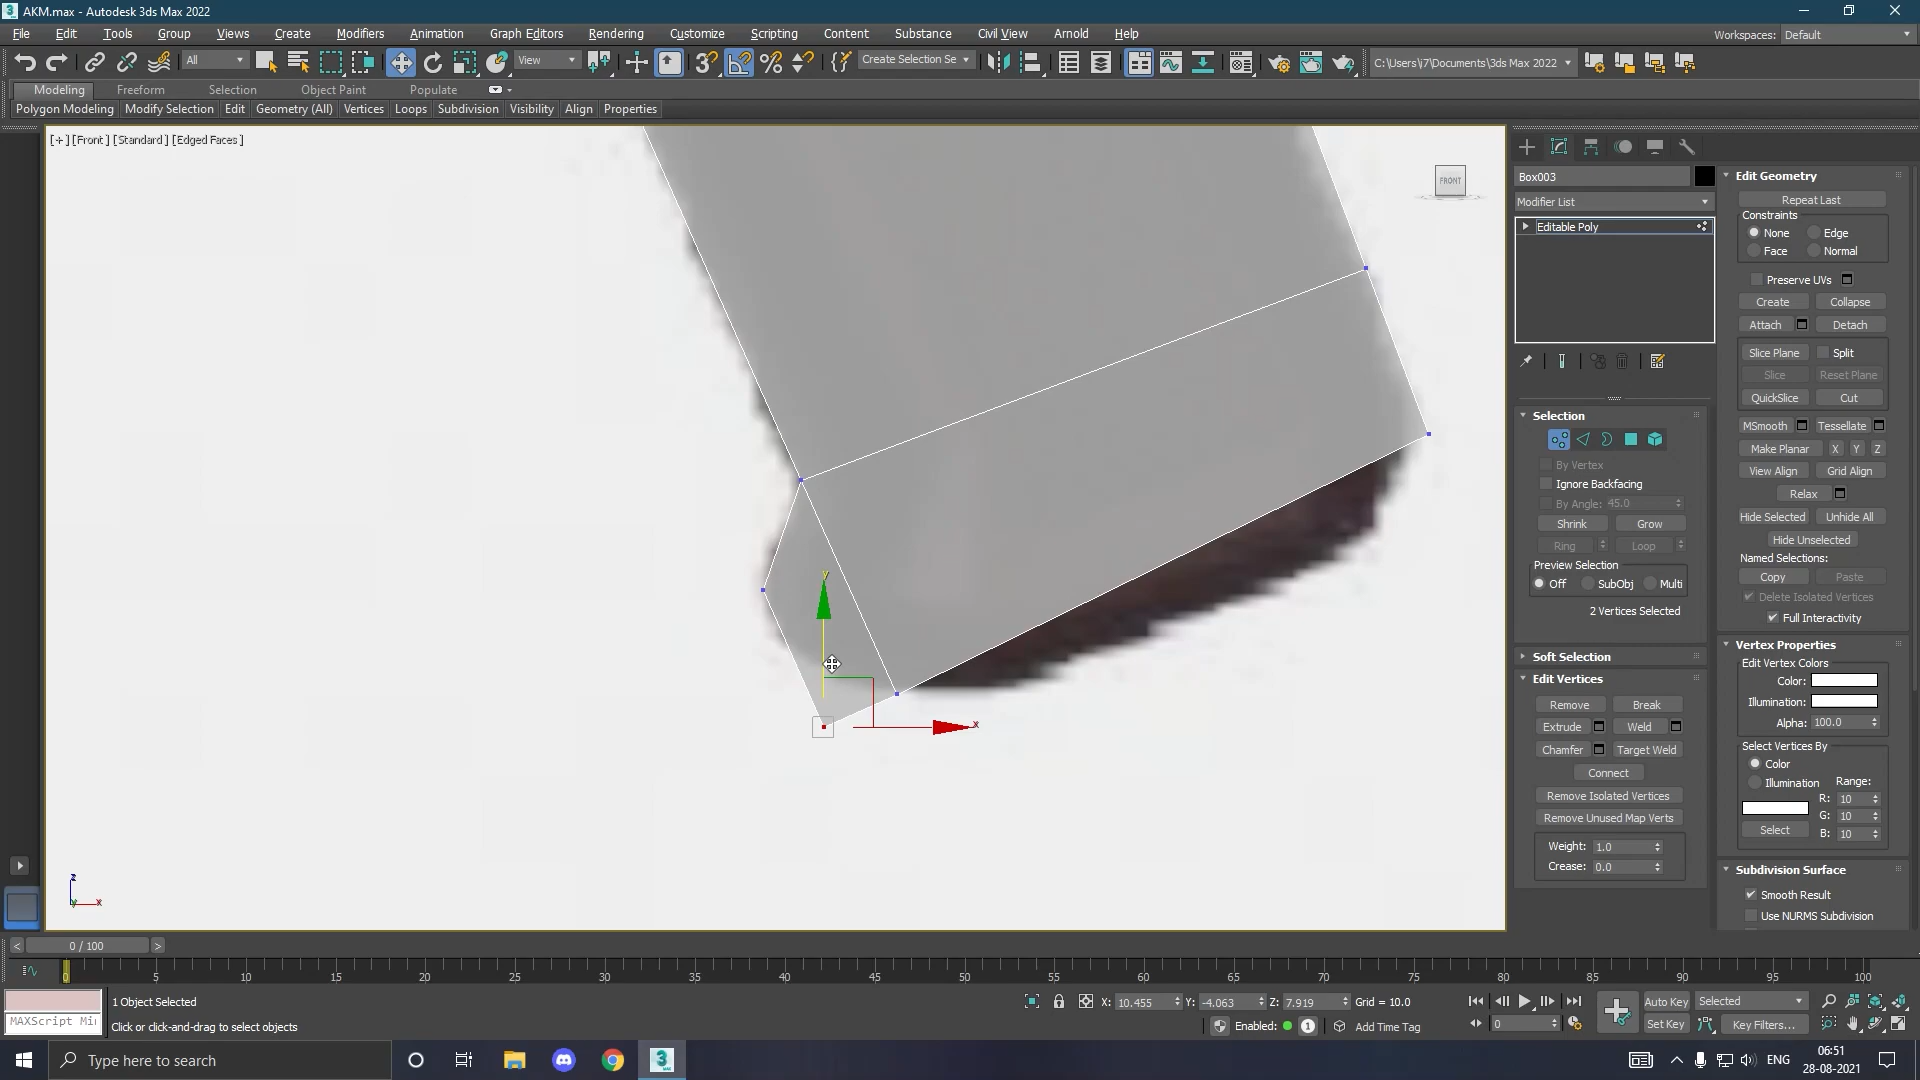 AKM.max - Autodesk 3ds Max 2022
File Edit Tools Group Views Create Modifiers Animation Graph Editors Rendering Customize Scripting Content Substance Civil View Arnold Help Workspaces: Default
All View Create Selection Se C:\Users\j7\Documents\3ds Max 2022
Modeling Freeform Selection Object Paint Populate
Polygon Modeling Modify Selection Edit Geometry (All) Vertices Loops Subdivision Visibility Align Properties
[+] [Front] [Standard] [Edged Faces]
FRONT
y
x
z
y x
Box003
Modifier List
Editable Poly
Selection
By Vertex
Ignore Backfacing
By Angle: 45.0
Shrink Grow
Ring Loop
Preview Selection
Off SubObj Multi
2 Vertices Selected
Soft Selection
Edit Vertices
Remove Break
Extrude Weld
Chamfer Target Weld
Connect
Remove Isolated Vertices
Remove Unused Map Verts
Weight: 1.0
Crease: 0.0
Edit Geometry
Repeat Last
Constraints
None Edge
Face Normal
Preserve UVs
Create Collapse
Attach Detach
Slice Plane Split
Slice Reset Plane
QuickSlice Cut
MSmooth Tessellate
Make Planar X Y Z
View Align Grid Align
Relax
Hide Selected Unhide All
Hide Unselected
Named Selections:
Copy Paste
Delete Isolated Vertices
Full Interactivity
Vertex Properties
Edit Vertex Colors
Color:
Illumination:
Alpha: 100.0
Select Vertices By
Color
Illumination Range:
R: 10
G: 10
B: 10
Select
Subdivision Surface
Smooth Result
Use NURMS Subdivision
< 0 / 100 >
0 5 10 15 20 25 30 35 40 45 50 55 60 65 70 75 80 85 90 95 100
1 Object Selected X: 10.455 Y: -4.063 Z: 7.919 Grid = 10.0 Auto Key Selected
MAXScript Mi Click or click-and-drag to select objects Enabled: 1 Add Time Tag 0 Set Key Key Filters...
Type here to search ENG 06:51
28-08-2021